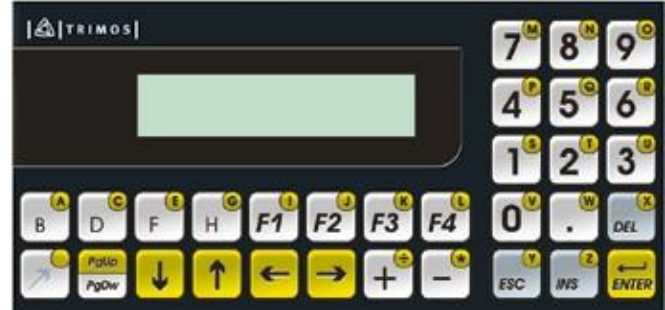 TRIMOS
M 7 N 8 O 9
P 4 Q 5 R 6
S 1 T 2 U 3
A B C D E F G H I F1 J F2 K F3 L F4 V 0 W . X DEL
PgUp
PgDw ↓ ↑ ← → ÷ + * - Y ESC Z INS ENTER